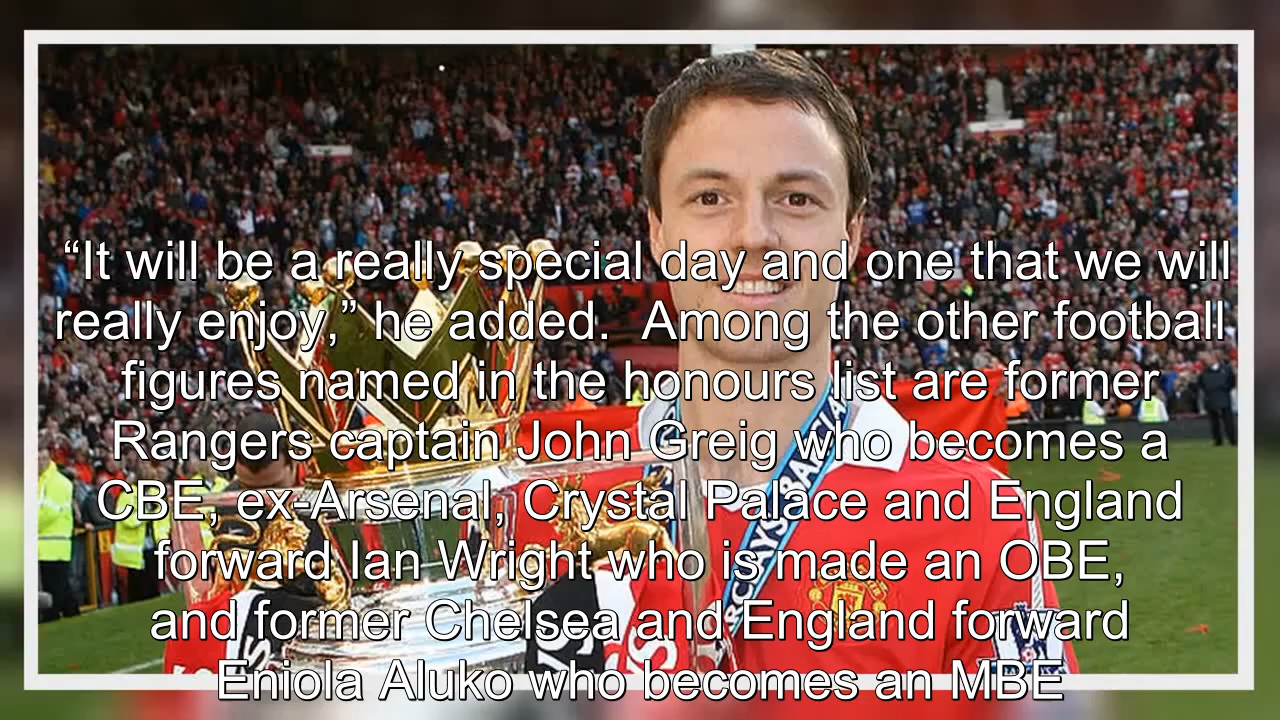 “It will be a really special day and one that we will
really enjoy,” he added.  Among the other football
figures named in the honours list are former
Rangers captain John Greig who becomes a
CBE, ex-Arsenal, Crystal Palace and England
forward Ian Wright who is made an OBE,
and former Chelsea and England forward
Eniola Aluko who becomes an MBE